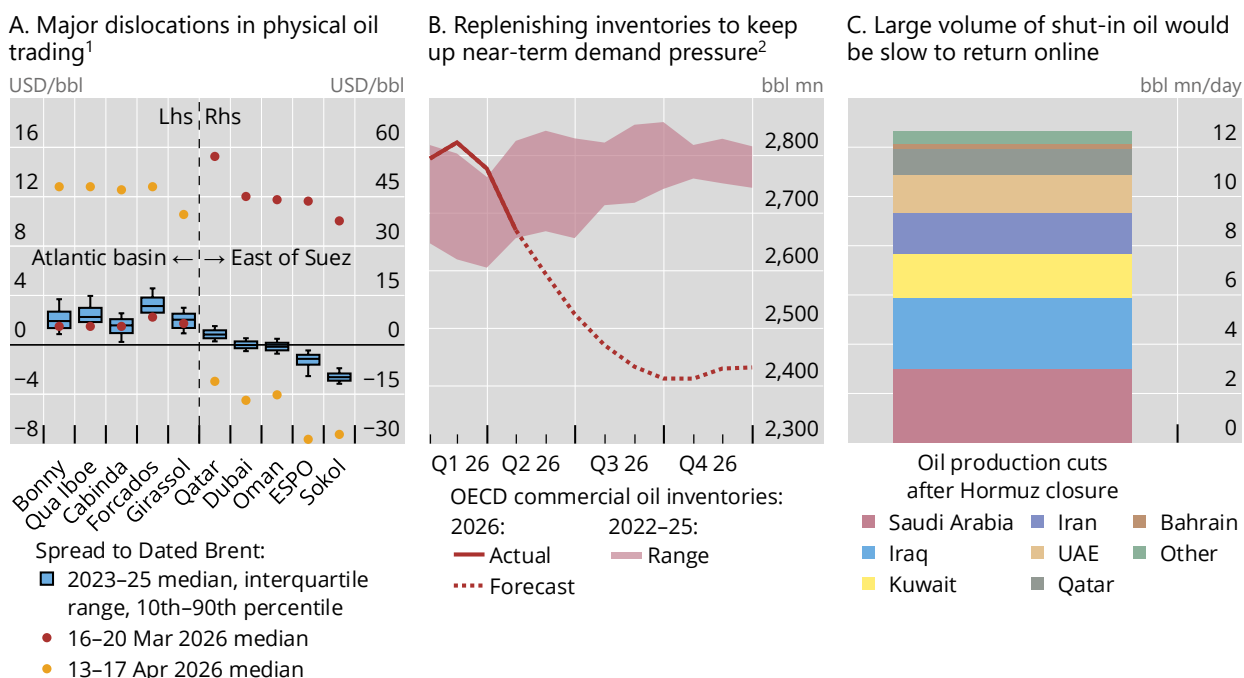 A. Major dislocations in physical oil
trading1
USD/bbl
USD/bbl
Lhs
Rhs
16
12
8
4
0
−4
−8
60
45
30
15
0
−15
−30
Atlantic basin ←
→ East of Suez
Bonny
Qua Iboe
Cabinda
Forcados
Girassol
Qatar
Dubai
Oman
ESPO
Sokol
Spread to Dated Brent:
2023–25 median, interquartile
range, 10th–90th percentile
16–20 Mar 2026 median
13–17 Apr 2026 median
B. Replenishing inventories to keep
up near-term demand pressure2
bbl mn
2,800
2,700
2,600
2,500
2,400
2,300
Q1 26
Q2 26
Q3 26
Q4 26
OECD commercial oil inventories:
2026:
Actual
Forecast
2022–25:
Range
C. Large volume of shut-in oil would
be slow to return online
bbl mn/day
12
10
8
6
4
2
0
Oil production cuts
after Hormuz closure
Saudi Arabia
Iraq
Kuwait
Iran
UAE
Qatar
Bahrain
Other